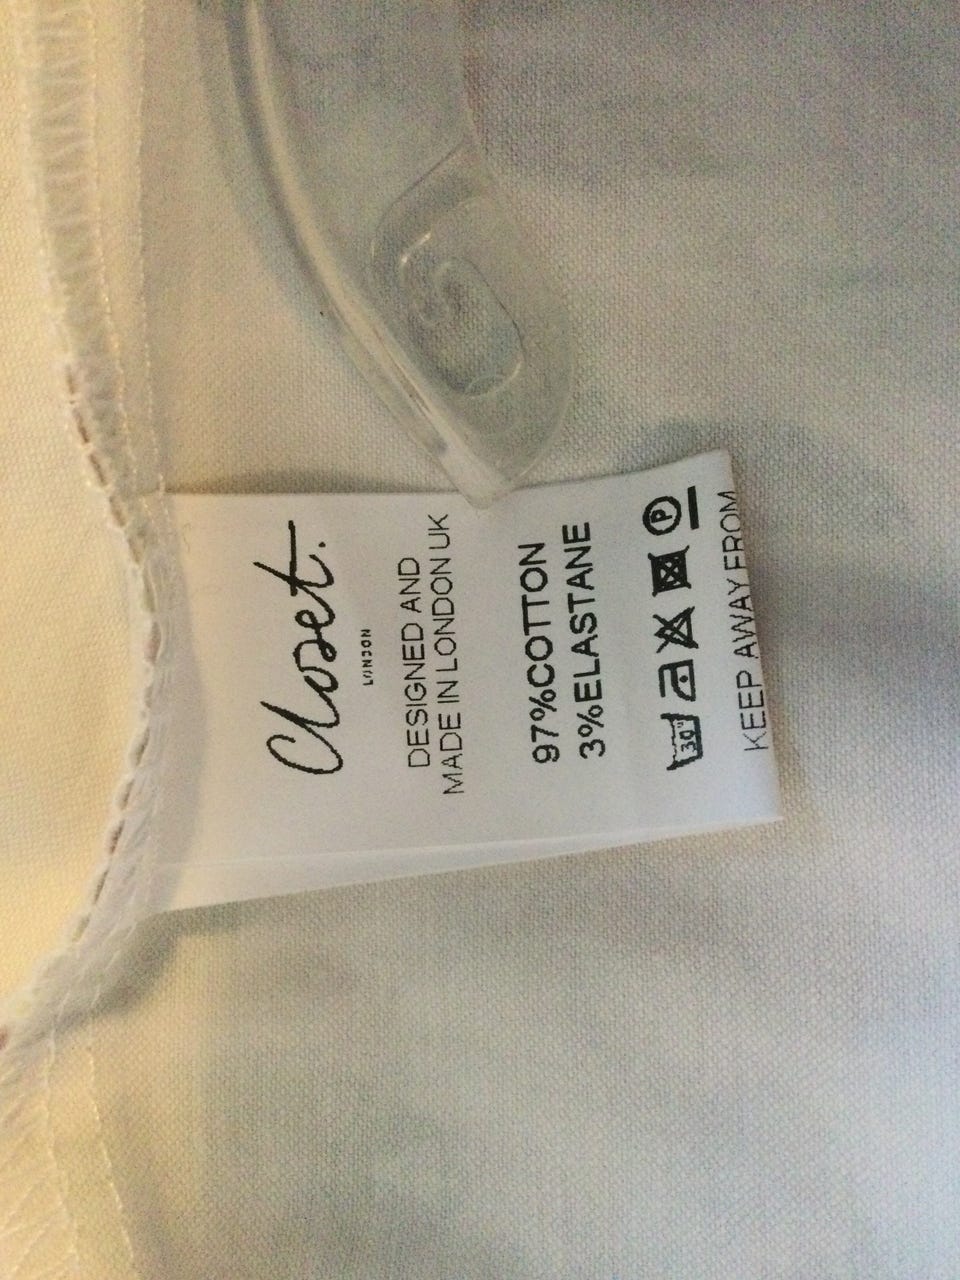 Closet.
LONDON
DESIGNED AND
MADE IN LONDON UK
97%COTTON
3%ELASTANE
30° P
KEEP AWAY FROM